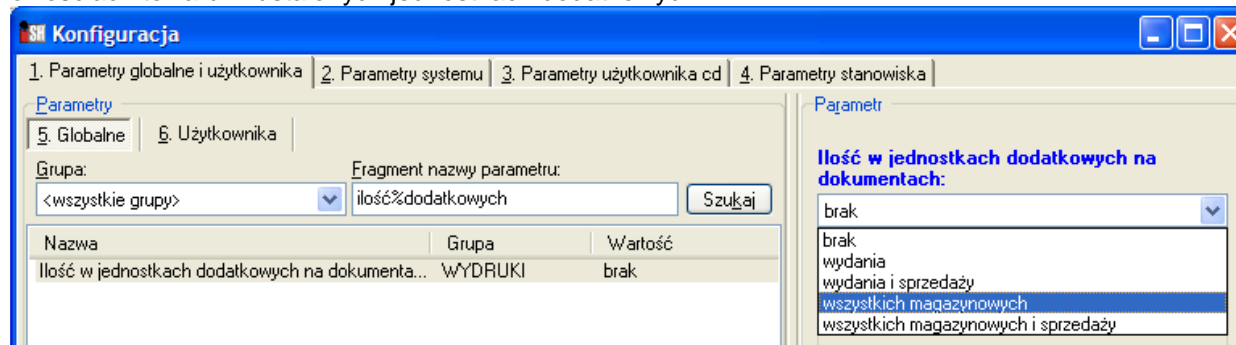 SH Konfiguracja
1. Parametry globalne i użytkownika 2. Parametry systemu 3. Parametry użytkownika cd 4. Parametry stanowiska
Parametry
5. Globalne 6. Użytkownika
Grupa: Fragment nazwy parametru:
<wszystkie grupy> ilość%dodatkowych Szukaj
Nazwa Grupa Wartość
Ilość w jednostkach dodatkowych na dokumenta... WYDRUKI brak
Parametr
Ilość w jednostkach dodatkowych na
dokumentach:
brak
brak
wydania
wydania i sprzedaży
wszystkich magazynowych
wszystkich magazynowych i sprzedaży